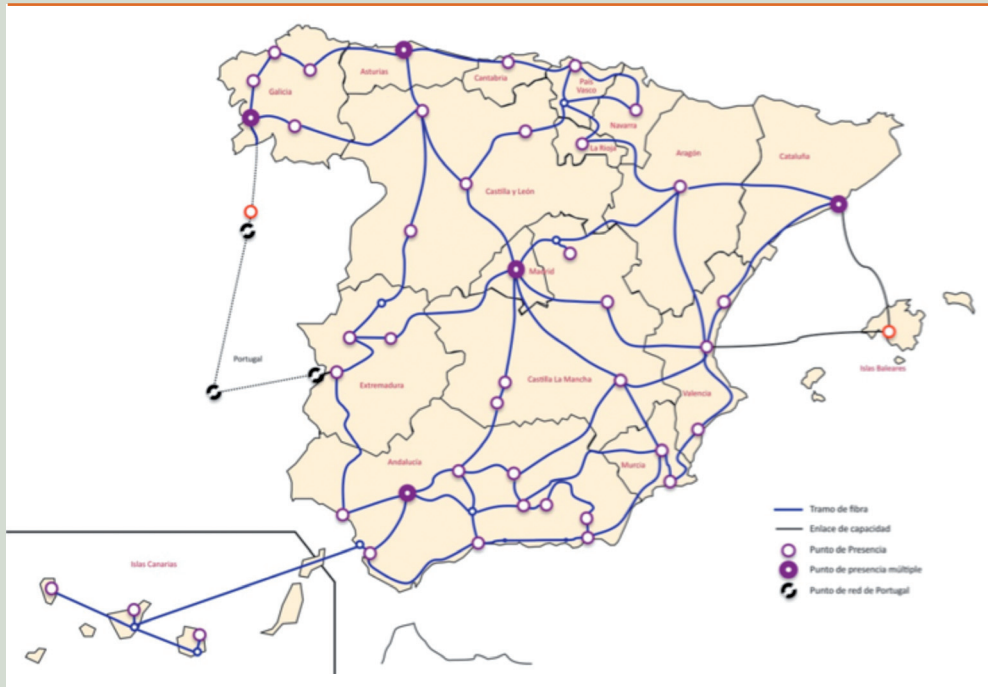 Asturias
Cantabria
País
Vasco
Galicia
Navarra
La Rioja
Aragón
Cataluña
Castilla y León
Madrid
Portugal
Extremadura
Castilla La Mancha
Valencia
Islas Baleares
Andalucía
Murcia
Tramo de fibra
Enlace de capacidad
Punto de Presencia
Punto de presencia múltiple
Punto de red de Portugal
Islas Canarias